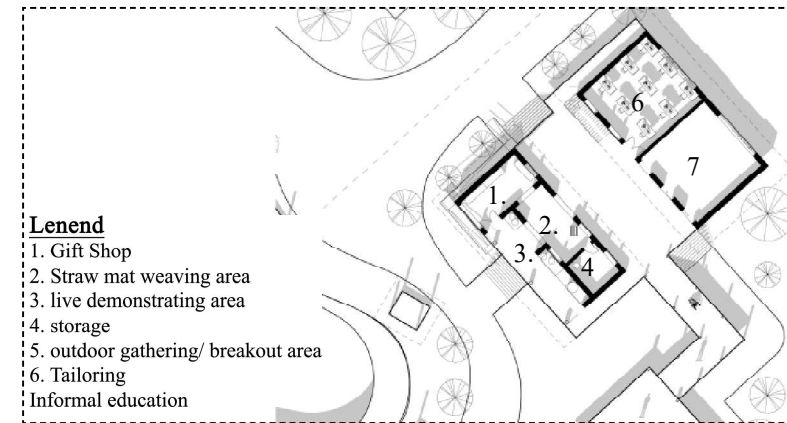 Lenend
1. Gift Shop
2. Straw mat weaving area
3. live demonstrating area
4. storage
5. outdoor gathering/ breakout area
6. Tailoring
Informal education
6
7
1.
2.
3.
4